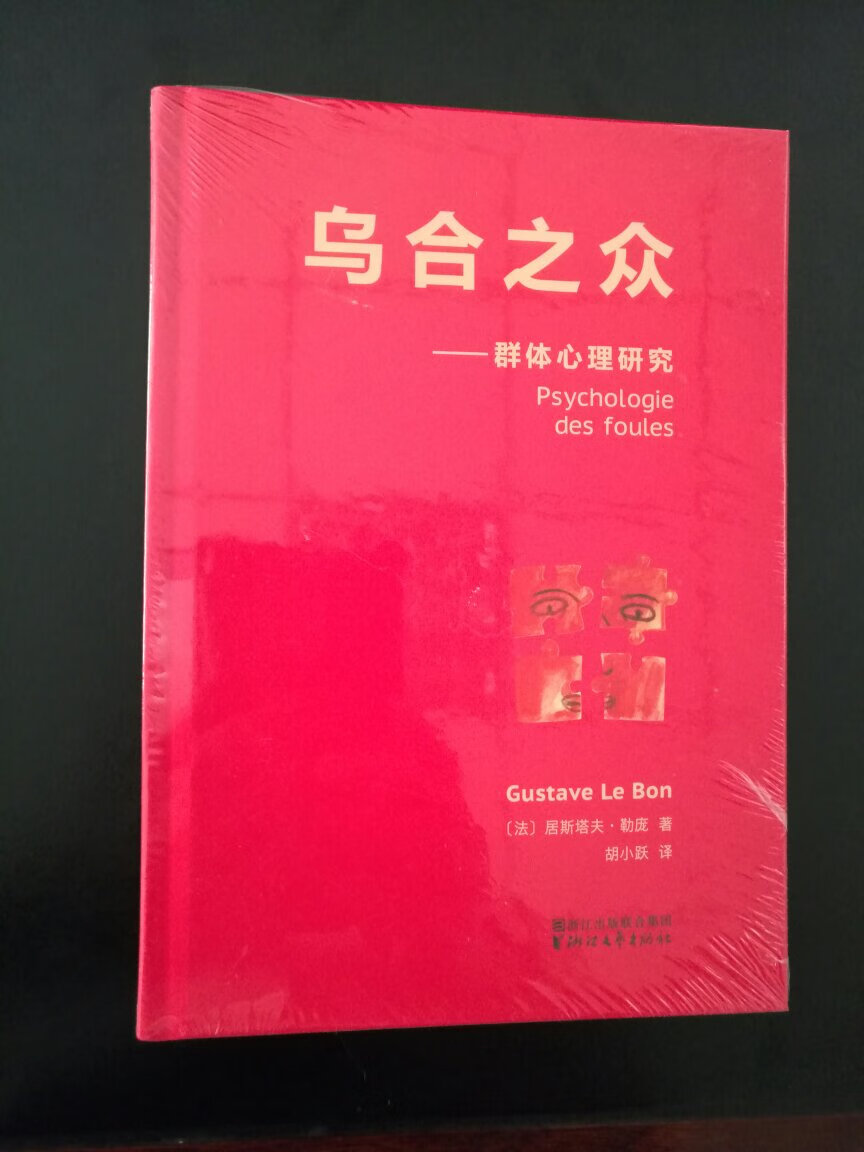 乌合之众
——群体心理研究
Psychologie
des foules
Gustave Le Bon
〔法〕居斯塔夫·勒庞 著
胡小跃 译
浙江出版联合集团
浙江文艺出版社